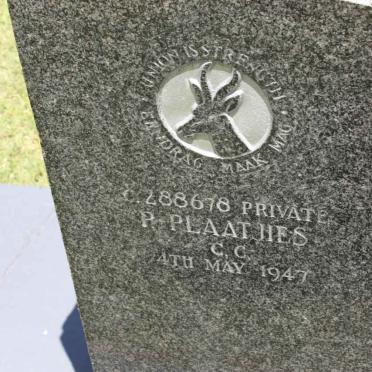 UNION IS STRENGTH
EENDRAG MAAK MAG
C. 288678 PRIVATE
P. PLAATJIES
C. C.
4TH MAY 1947